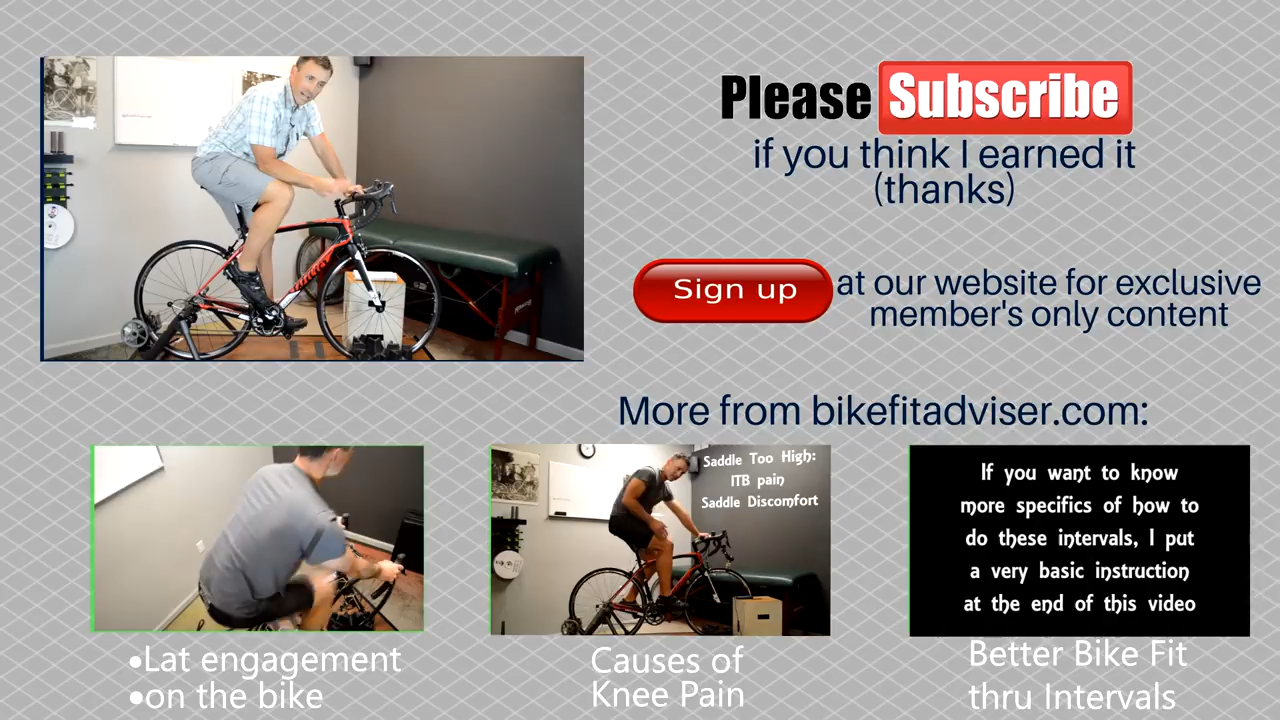 Please Subscribe
if you think I earned it
(thanks)
Sign up at our website for exclusive
member's only content
More from bikefitadviser.com:
Saddle Too High:
ITB pain
Saddle Discomfort
If you want to know
more specifics of how to
do these intervals, I put
a very basic instruction
at the end of this video
•Lat engagement
•on the bike
Causes of
Knee Pain
Better Bike Fit
thru Intervals